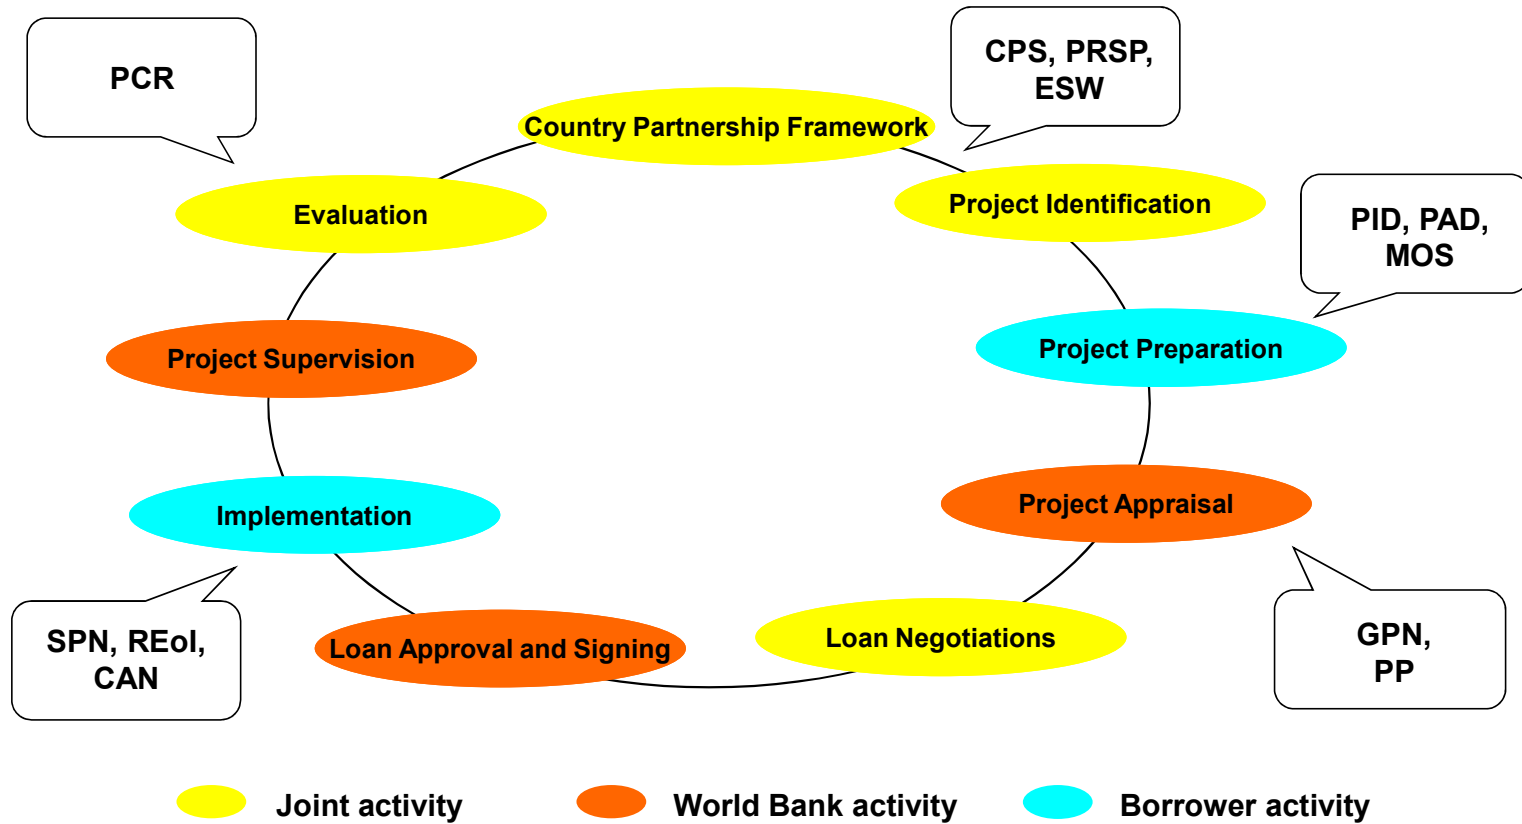 PCR
CPS, PRSP,
ESW
Country Partnership Framework
Evaluation
Project Identification
PID, PAD,
MOS
Project Supervision
Project Preparation
Implementation
Project Appraisal
SPN, REoI,
CAN
Loan Approval and Signing
Loan Negotiations
GPN,
PP
Joint activity
World Bank activity
Borrower activity